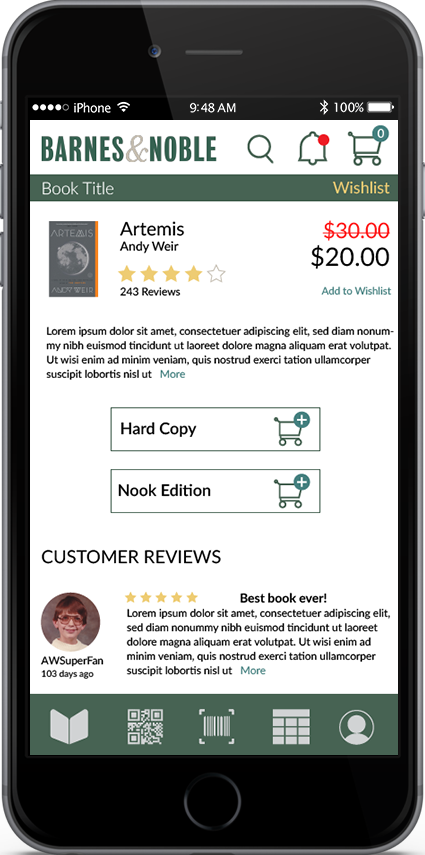 iPhone 9:48 AM 100%
BARNES&NOBLE
0
Book Title Wishlist
ARTEMIS
ANDY WEIR
Artemis
Andy Weir
243 Reviews
$30.00
$20.00
Add to Wishlist
Lorem ipsum dolor sit amet, consectetuer adipiscing elit, sed diam nonum-
my nibh euismod tincidunt ut laoreet dolore magna aliquam erat volutpat.
Ut wisi enim ad minim veniam, quis nostrud exerci tation ullamcorper
suscipit lobortis nisl ut More
Hard Copy
Nook Edition
CUSTOMER REVIEWS
AWSuperFan
103 days ago
Best book ever!
Lorem ipsum dolor sit amet, consectetuer adipiscing elit,
sed diam nonummy nibh euismod tincidunt ut laoreet
dolore magna aliquam erat volutpat. Ut wisi enim ad
minim veniam, quis nostrud exerci tation ullamcorper
suscipit lobortis nisl ut More